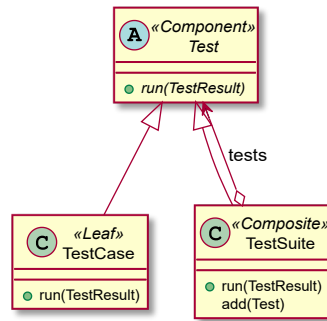 A
«Component»
Test
run(TestResult)
tests
C
«Leaf»
TestCase
run(TestResult)
C
«Composite»
TestSuite
run(TestResult)
add(Test)